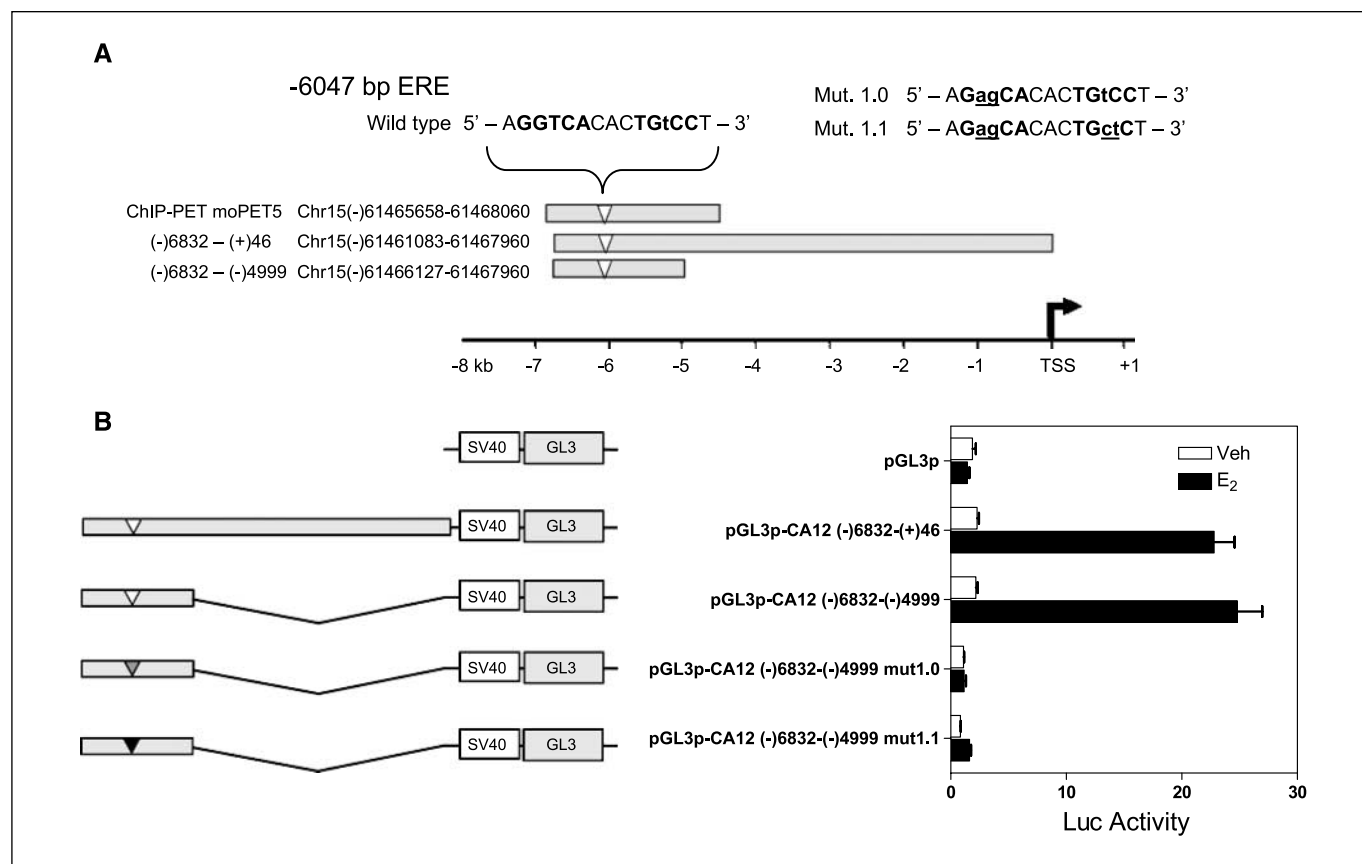 A
-6047 bp ERE
Wild type 5' – AGGTCACACTGtCCT – 3'
Mut. 1.0 5' – AGagCACACTGtCCT – 3'
Mut. 1.1 5' – AGagCACACTGctCT – 3'
ChIP-PET moPET5 Chr15(-)61465658-61468060
(-)6832 – (+)46 Chr15(-)61461083-61467960
(-)6832 – (-)4999 Chr15(-)61466127-61467960
-8 kb -7 -6 -5 -4 -3 -2 -1 TSS +1
B
SV40 GL3
SV40 GL3
SV40 GL3
SV40 GL3
SV40 GL3
pGL3p
pGL3p-CA12 (-)6832-(+)46
pGL3p-CA12 (-)6832-(-)4999
pGL3p-CA12 (-)6832-(-)4999 mut1.0
pGL3p-CA12 (-)6832-(-)4999 mut1.1
Veh
E2
0 10 20 30
Luc Activity